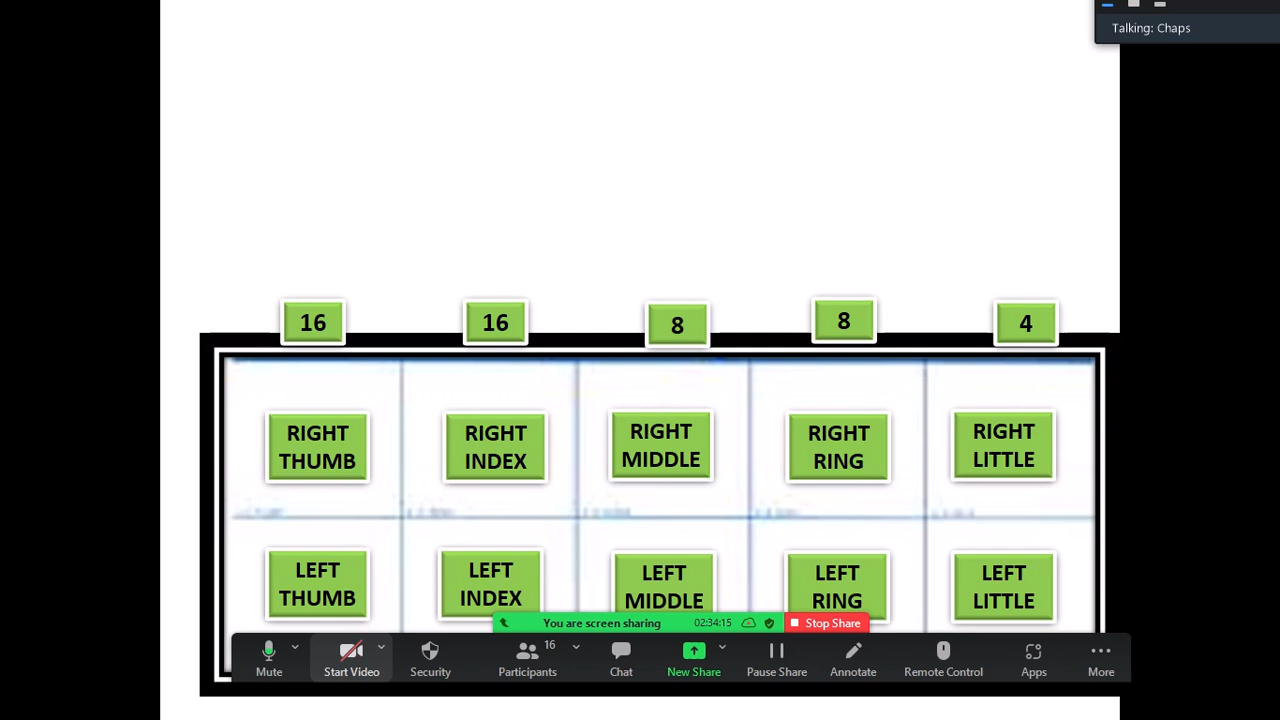 Talking: Chaps
16 16 8 8 4
RIGHT THUMB
RIGHT INDEX
RIGHT MIDDLE
RIGHT RING
RIGHT LITTLE
LEFT THUMB
LEFT INDEX
LEFT MIDDLE
LEFT RING
LEFT LITTLE
You are screen sharing 02:34:15 Stop Share
16
Mute Start Video Security Participants Chat New Share Pause Share Annotate Remote Control Apps More